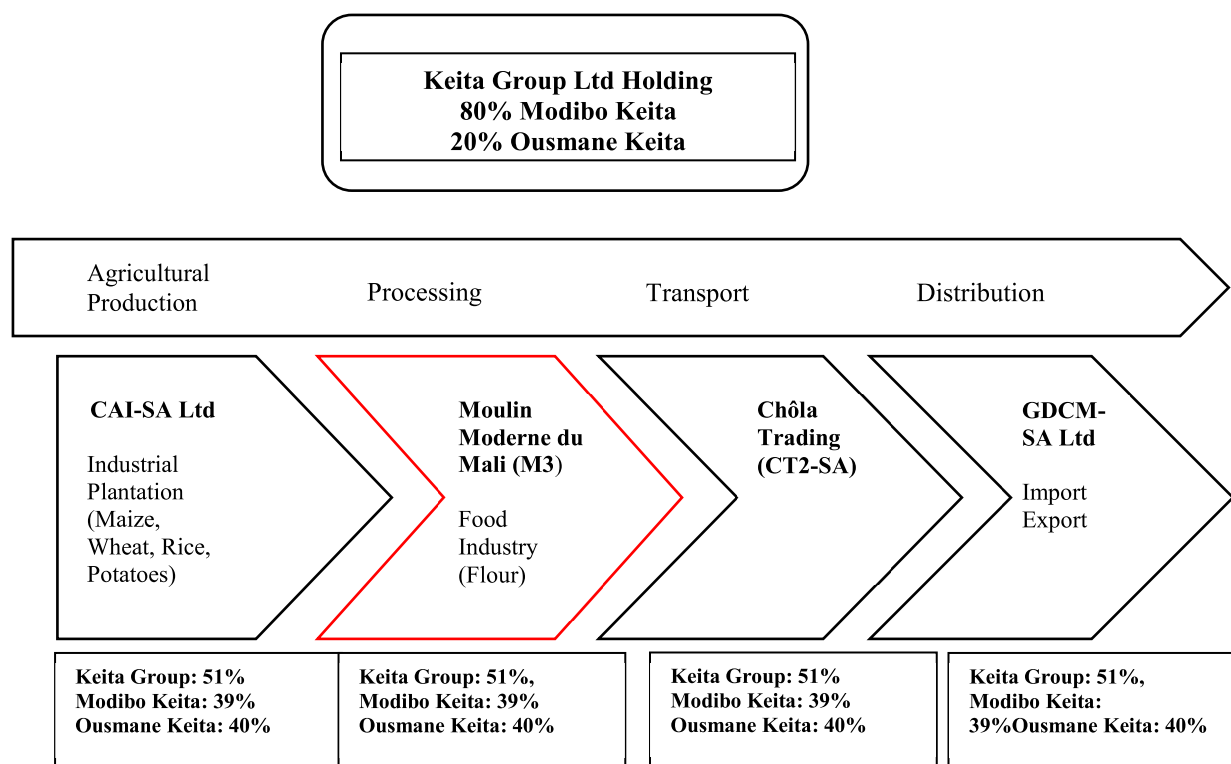 Keita Group Ltd Holding
80% Modibo Keita
20% Ousmane Keita
Agricultural
Production
Processing
Transport
Distribution
CAI-SA Ltd
Industrial
Plantation
(Maize,
Wheat, Rice,
Potatoes)
Moulin
Moderne du
Mali (M3)
Food
Industry
(Flour)
Chôla
Trading
(CT2-SA)
GDCM-
SA Ltd
Import
Export
Keita Group: 51%
Modibo Keita: 39%
Ousmane Keita: 40%
Keita Group: 51%,
Modibo Keita: 39%
Ousmane Keita: 40%
Keita Group: 51%
Modibo Keita: 39%
Ousmane Keita: 40%
Keita Group: 51%,
Modibo Keita:
39%Ousmane Keita: 40%